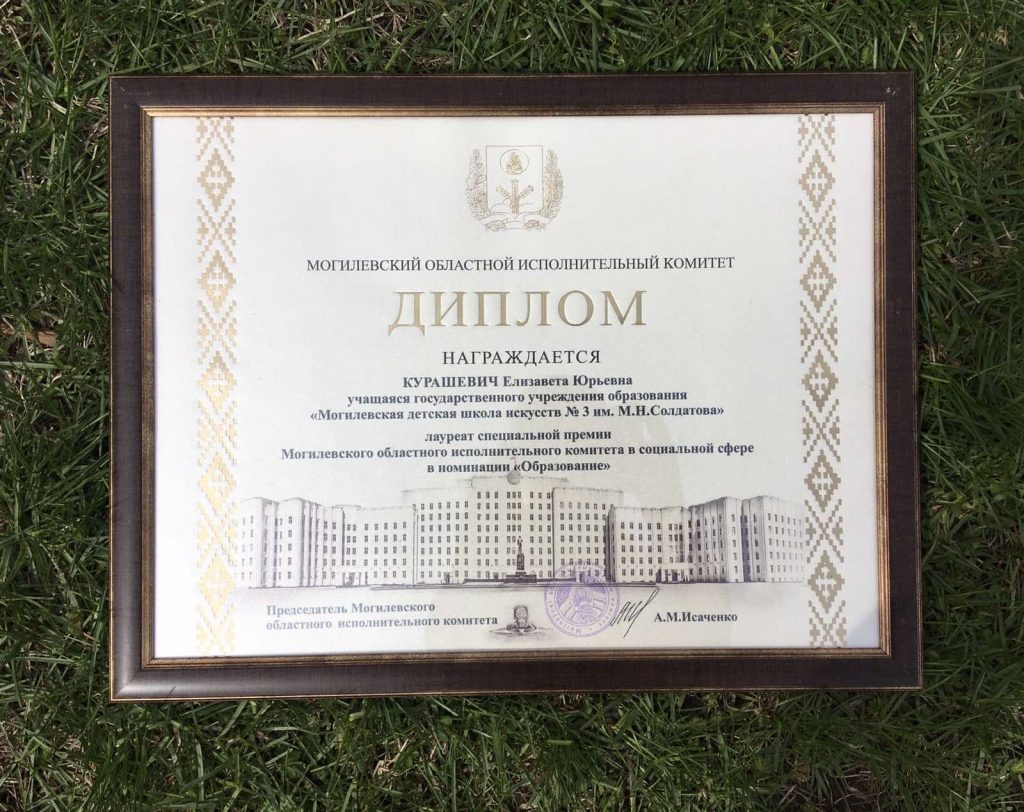 МОГИЛЕВСКИЙ ОБЛАСТНОЙ ИСПОЛНИТЕЛЬНЫЙ КОМИТЕТ
ДИПЛОМ
НАГРАЖДАЕТСЯ
КУРАШЕВИЧ Елизавета Юрьевна
учащаяся государственного учреждения образования
«Могилевская детская школа искусств № 3 им. М.Н.Солдатова»
лауреат специальной премии
Могилевского областного исполнительного комитета в социальной сфере
в номинации «Образование»
Председатель Могилевского
областного исполнительного комитета
А.М.Исаченко